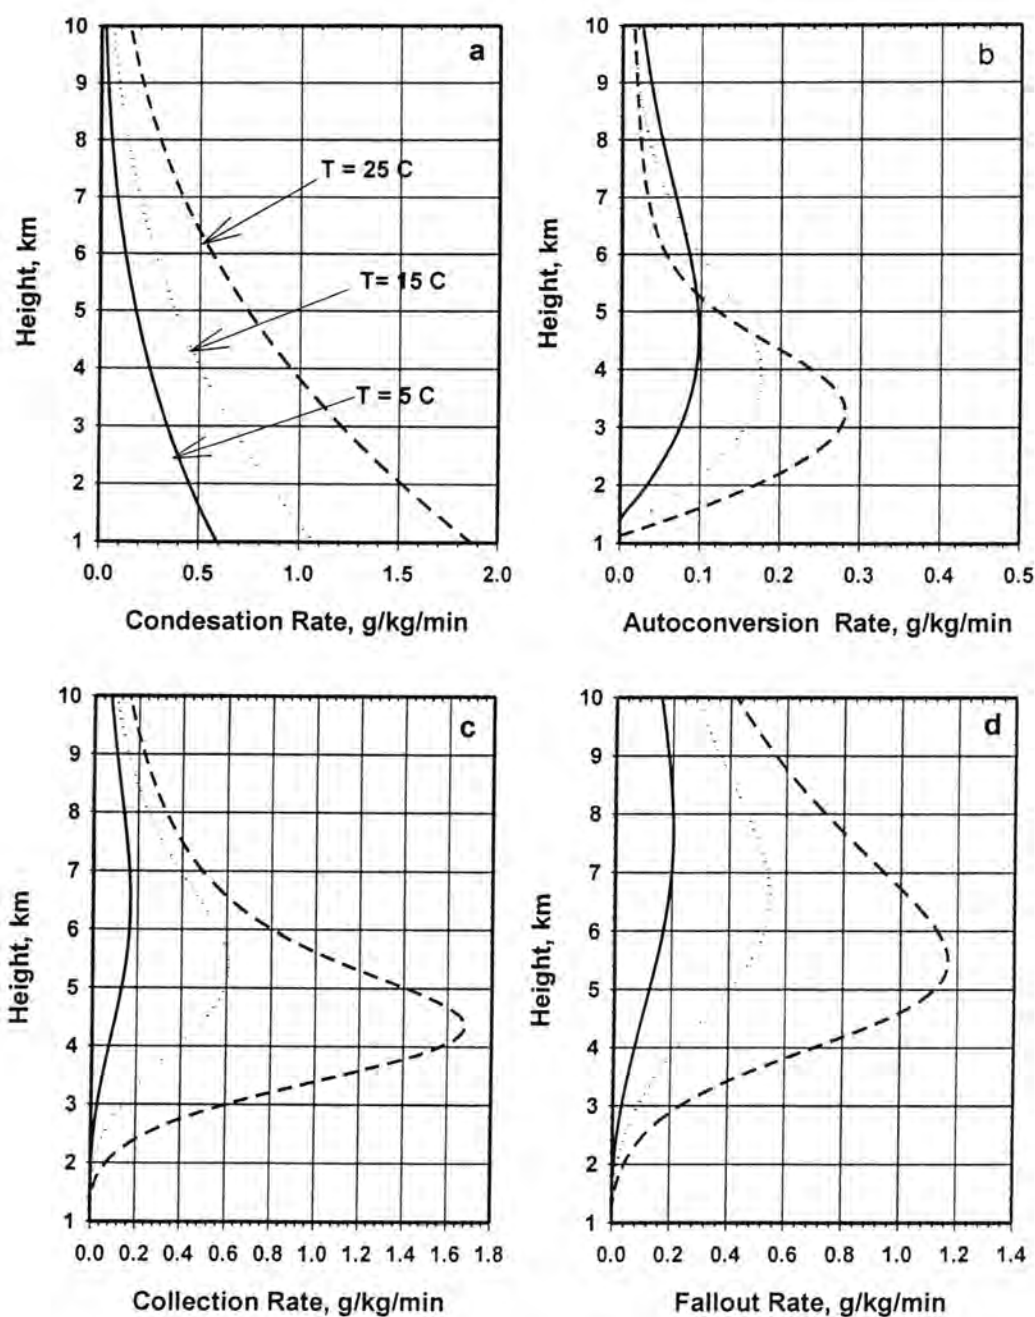 a
10
9
8
7
6
5
4
3
2
1
Height, km
T = 25 C
T= 15 C
T = 5 C
0.0 0.5 1.0 1.5 2.0
Condesation Rate, g/kg/min
b
10
9
8
7
6
5
4
3
2
1
Height, km
0.0 0.1 0.2 0.3 0.4 0.5
Autoconversion Rate, g/kg/min
c
10
9
8
7
6
5
4
3
2
1
Height, km
0.0 0.2 0.4 0.6 0.8 1.0 1.2 1.4 1.6 1.8
Collection Rate, g/kg/min
d
10
9
8
7
6
5
4
3
2
1
Height, km
0.0 0.2 0.4 0.6 0.8 1.0 1.2 1.4
Fallout Rate, g/kg/min